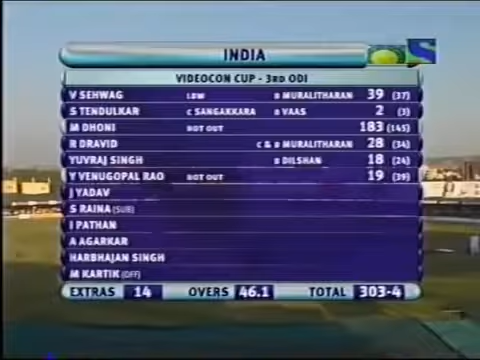 INDIA
VIDEOCON CUP - 3RD ODI
V SEHWAG LBW B MURALITHARAN 39 (37)
S TENDULKAR C SANGAKKARA B VAAS 2 (3)
M DHONI NOT OUT 183 (145)
R DRAVID C & B MURALITHARAN 28 (34)
YUVRAJ SINGH B DILSHAN 18 (24)
Y VENUGOPAL RAO NOT OUT 19 (39)
J YADAV
S RAINA (SUB)
I PATHAN
A AGARKAR
HARBHAJAN SINGH
M KARTIK (OFF)
EXTRAS 14 OVERS 46.1 TOTAL 303-4